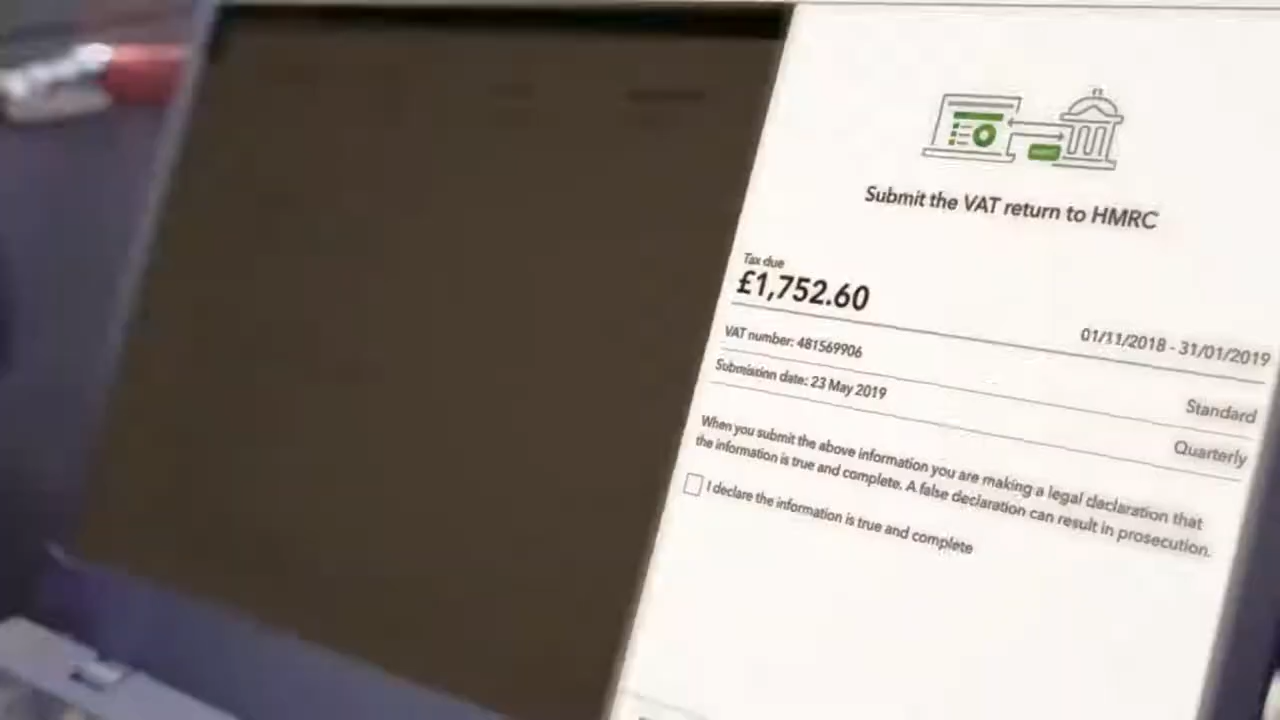 Submit the VAT return to HMRC
Tax due
£1,752.60
01/11/2018 - 31/01/2019
VAT number: 481569906
Standard
Submission date: 23 May 2019
Quarterly
When you submit the above information you are making a legal declaration that
the information is true and complete. A false declaration can result in prosecution.
I declare the information is true and complete